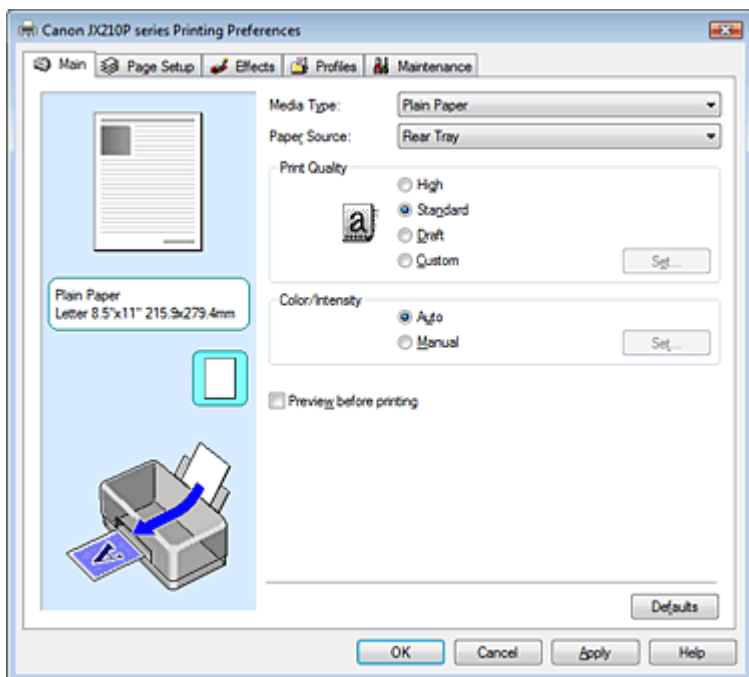 Canon JX210P series Printing Preferences
Main Page Setup Effects Profiles Maintenance
Media Type: Plain Paper
Paper Source: Rear Tray
Print Quality
High
a Standard
Draft
Custom Set...
Plain Paper
Letter 8.5"x11" 215.9x279.4mm
Color/Intensity
Auto
Manual Set...
Preview before printing
A
Defaults
OK Cancel Apply Help